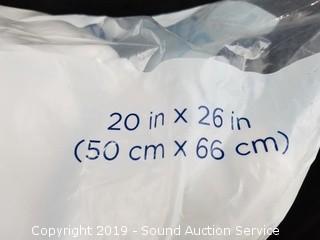 20 in x 26 in
(50 cm x 66 cm)
Copyright 2019 - Sound Auction Service